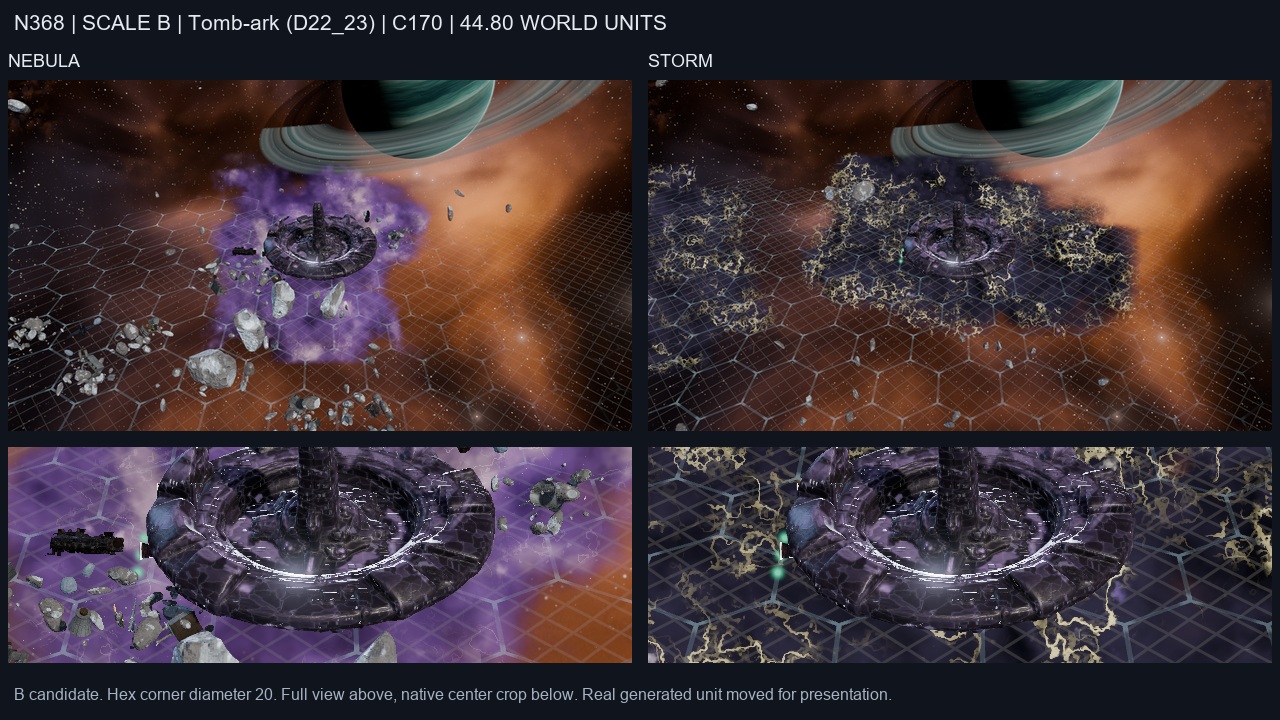 N368 | SCALE B | Tomb-ark (D22_23) | C170 | 44.80 WORLD UNITS
NEBULA
STORM
B candidate. Hex corner diameter 20. Full view above, native center crop below. Real generated unit moved for presentation.